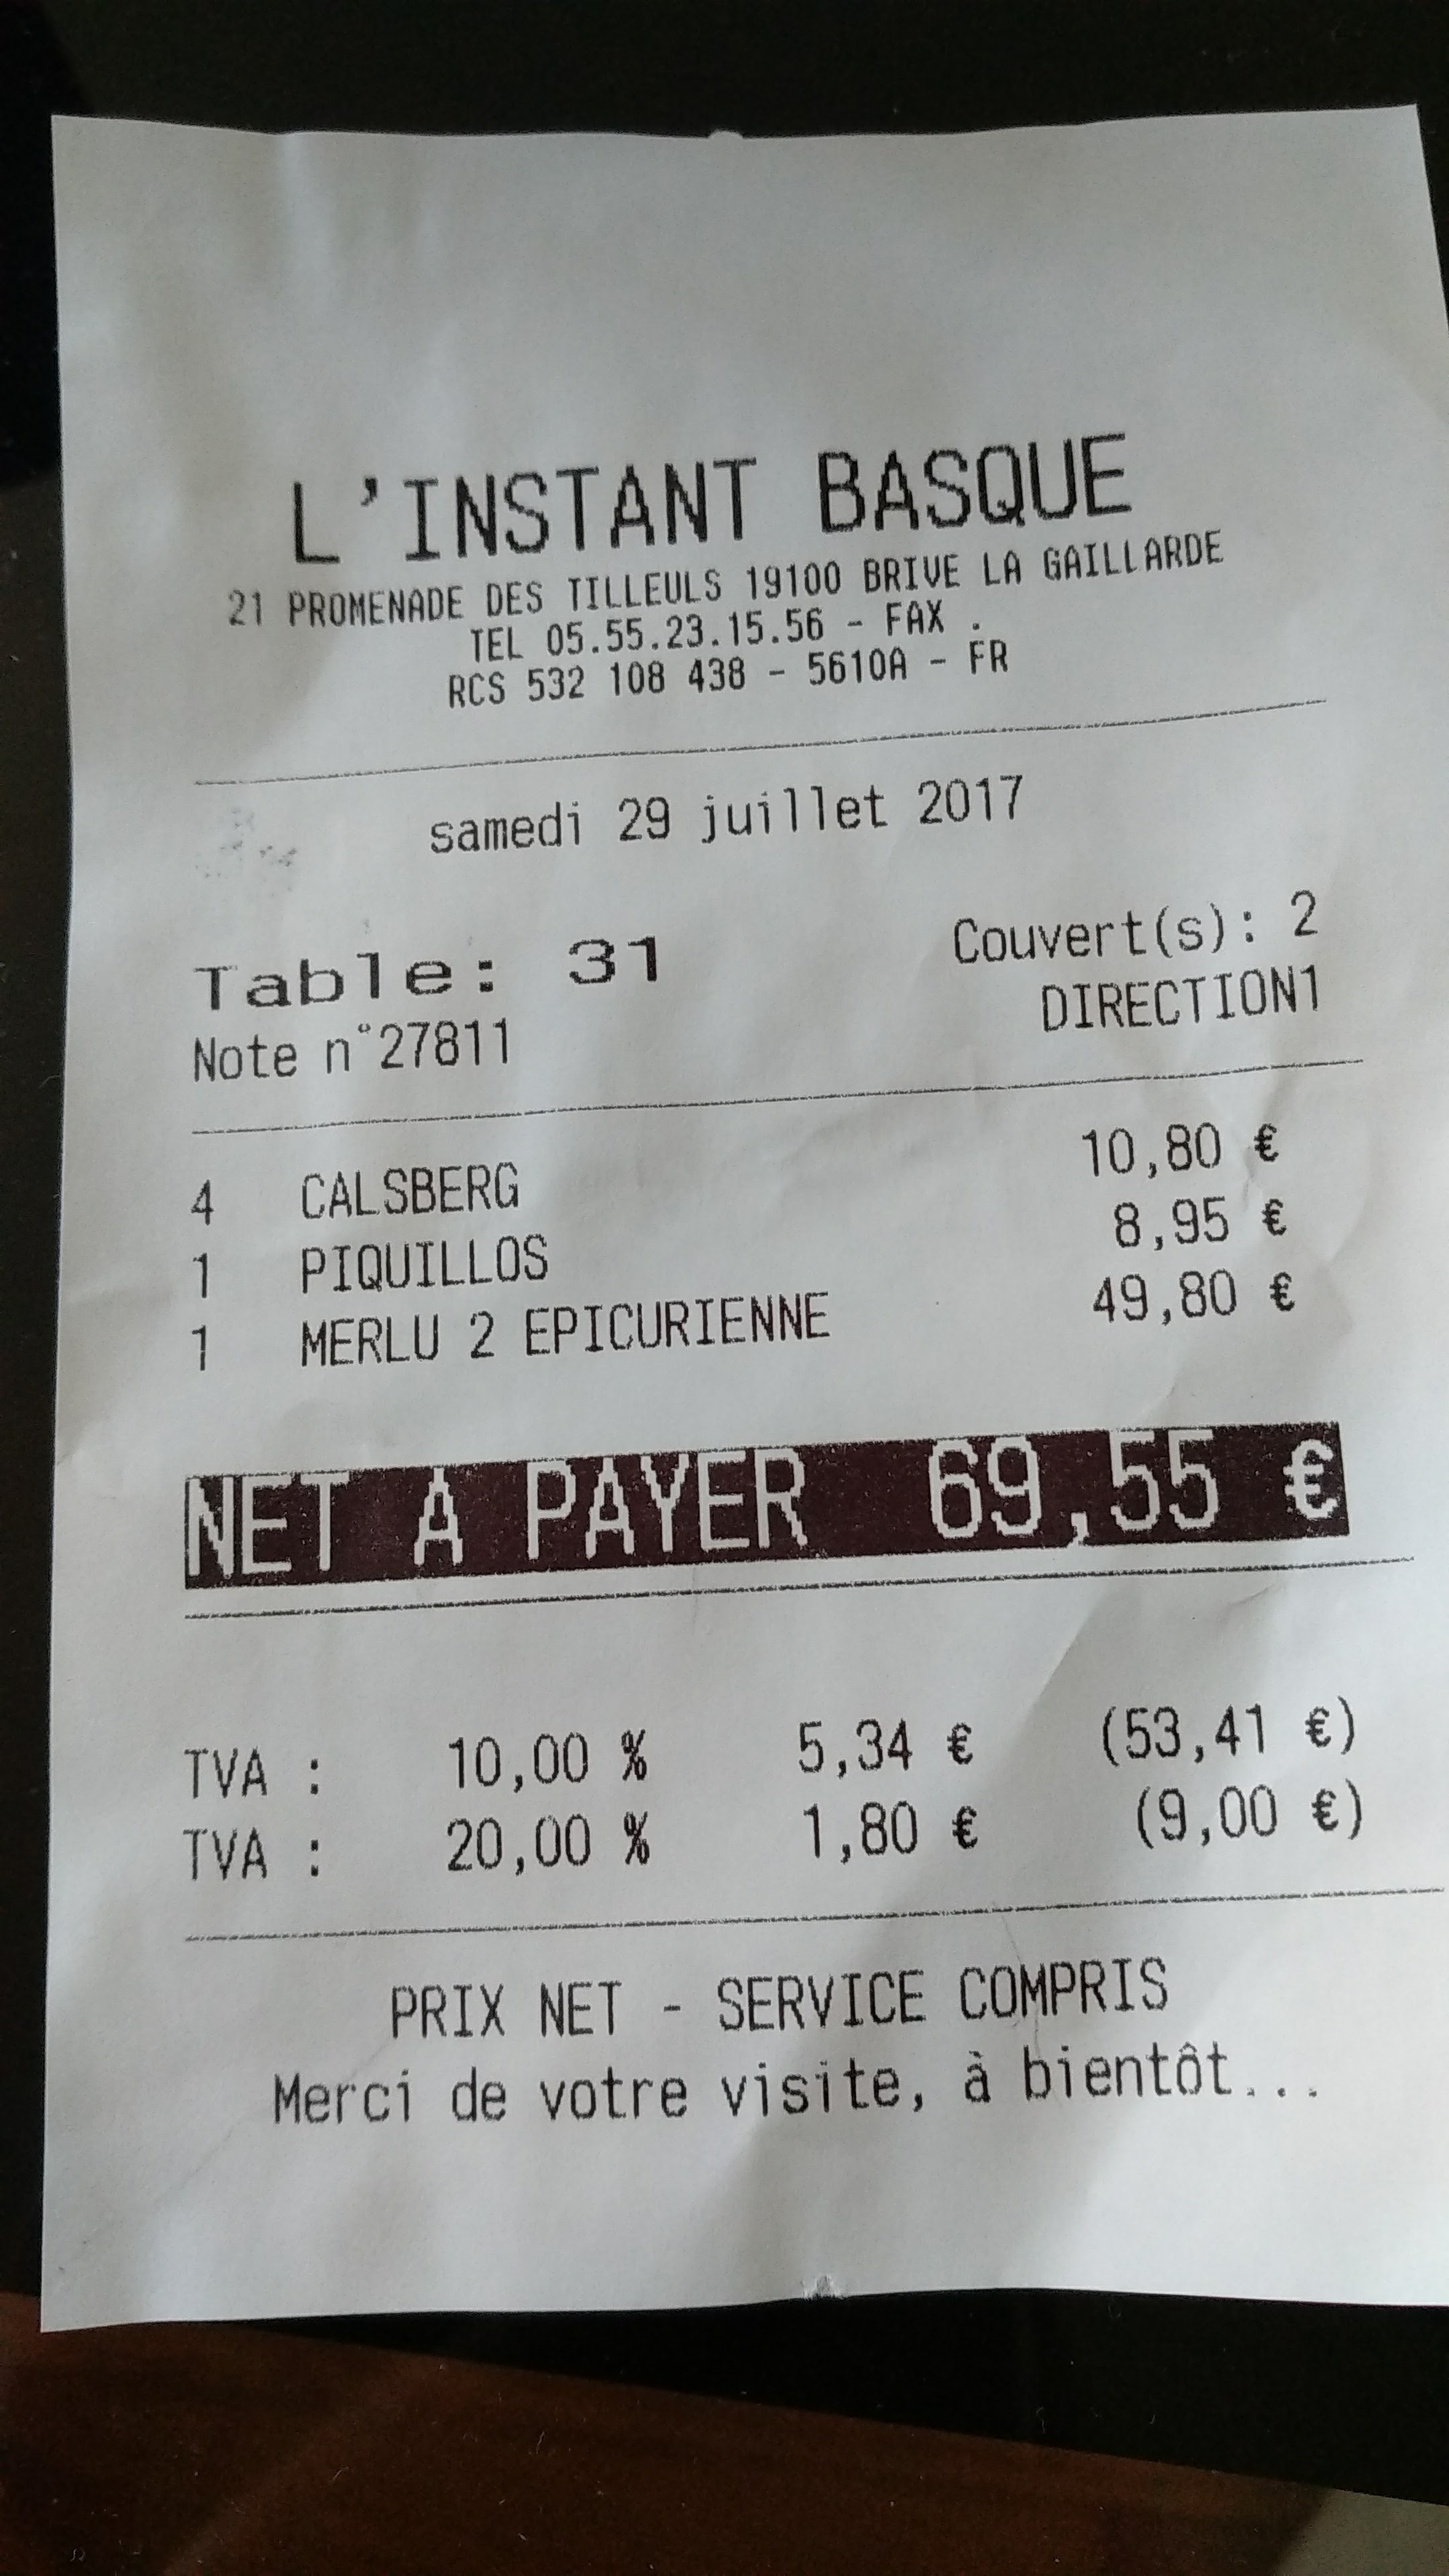 L'INSTANT BASQUE
21 PROMENADE DES TILLEULS 19100 BRIVE LA GAILLARDE
TEL 05.55.23.15.56 - FAX .
RCS 532 108 438 - 5610A - FR
samedi 29 juillet 2017
Table: 31 Couvert(s): 2
Note n°27811 DIRECTION1
4 CALSBERG 10,80 €
1 PIQUILLOS 8,95 €
1 MERLU 2 EPICURIENNE 49,80 €
NET A PAYER 69,55 €
TVA : 10,00 % 5,34 € (53,41 €)
TVA : 20,00 % 1,80 € (9,00 €)
PRIX NET - SERVICE COMPRIS
Merci de votre visite, à bientôt...